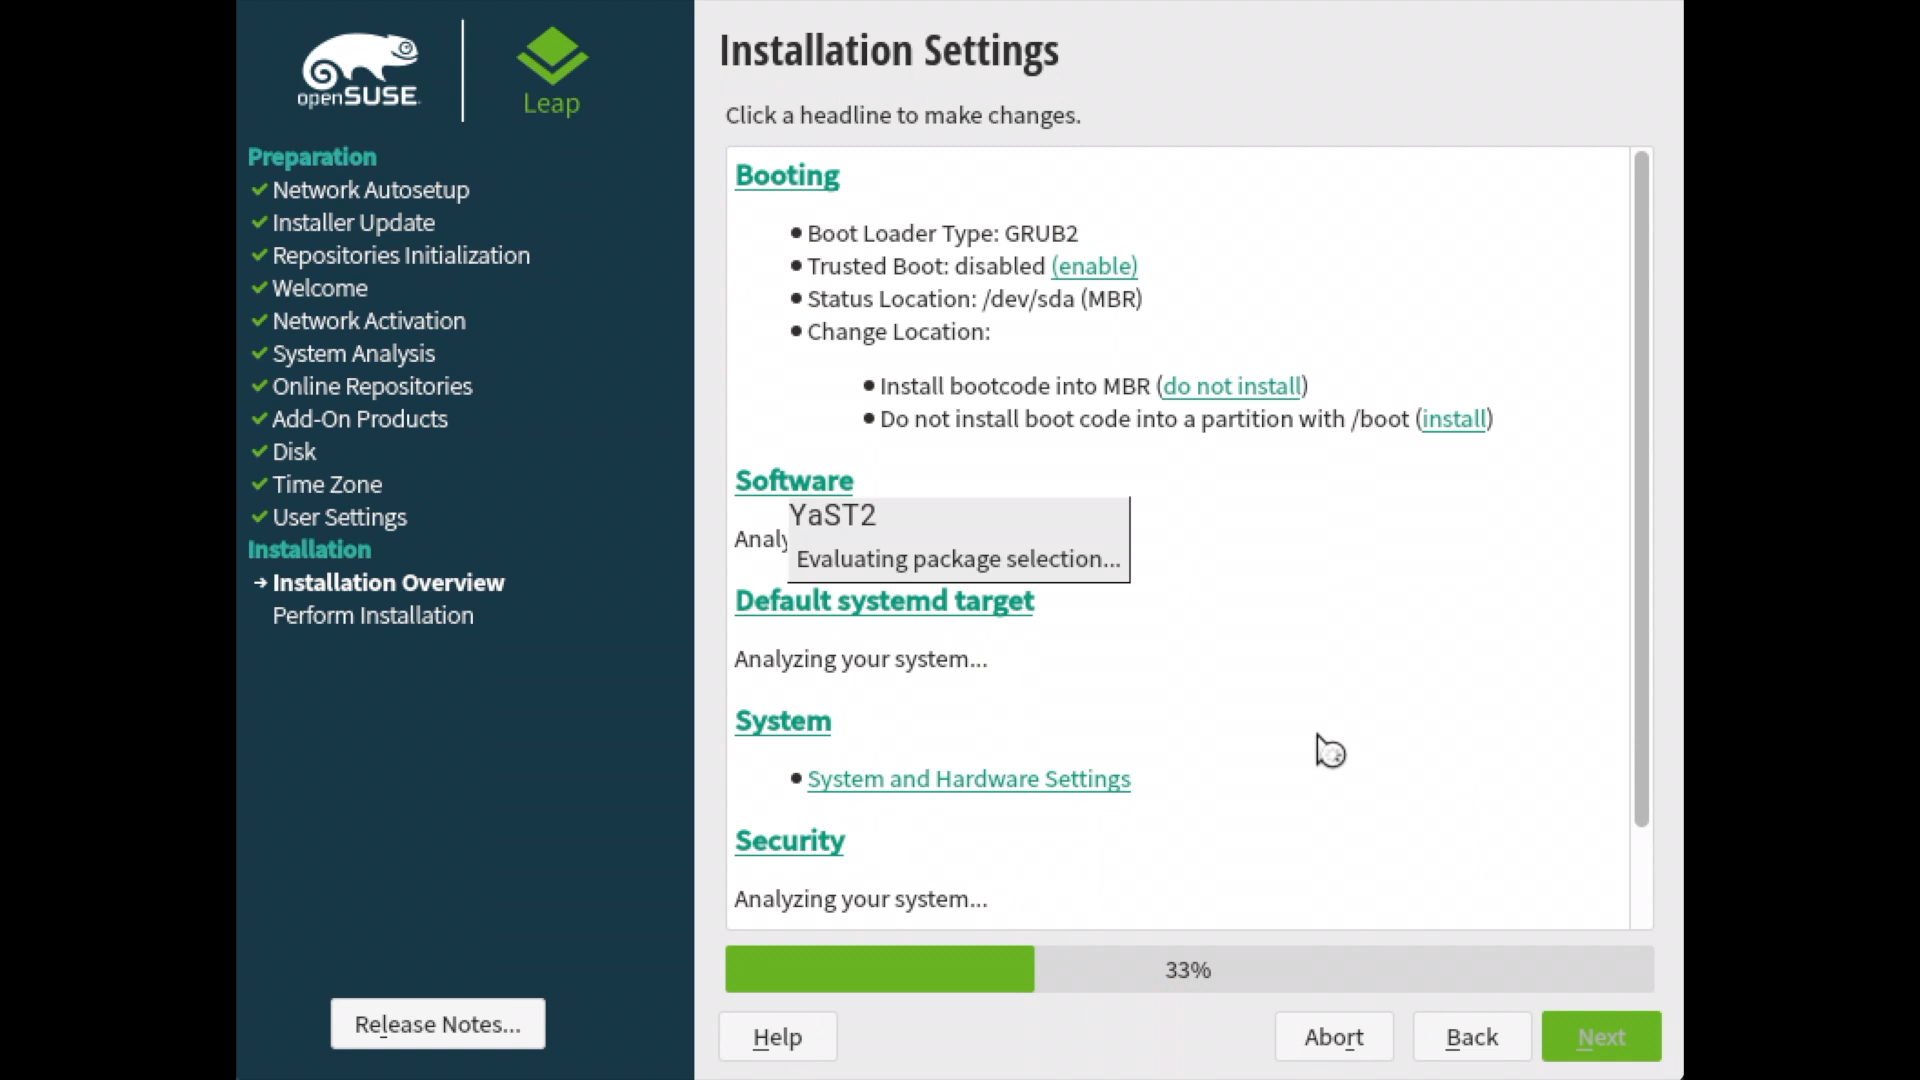 openSUSE
Leap
Preparation
Network Autosetup
Installer Update
Repositories Initialization
Welcome
Network Activation
System Analysis
Online Repositories
Add-On Products
Disk
Time Zone
User Settings
Installation
Installation Overview
Perform Installation
Release Notes...
Installation Settings
Click a headline to make changes.
Booting
Boot Loader Type: GRUB2
Trusted Boot: disabled (enable)
Status Location: /dev/sda (MBR)
Change Location:
Install bootcode into MBR (do not install)
Do not install boot code into a partition with /boot (install)
Software
YaST2
Analy
Evaluating package selection...
Default systemd target
Analyzing your system...
System
System and Hardware Settings
Security
Analyzing your system...
33%
Help
Abort
Back
Next